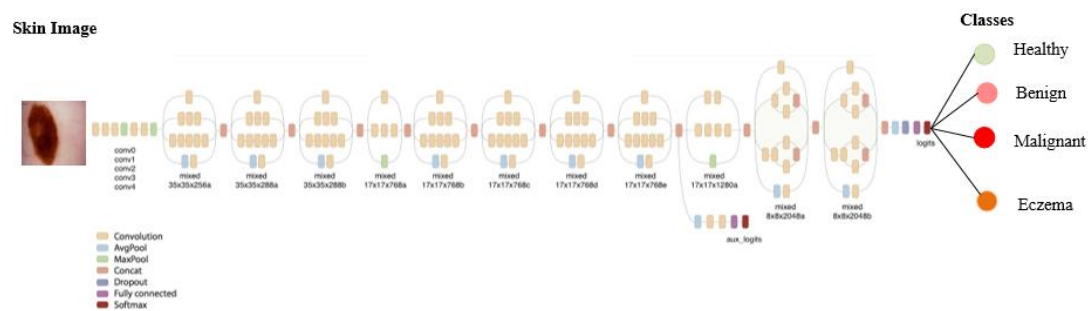 Skin Image
conv0
conv1
conv2
conv3
conv4
mixed
35x35x256a
mixed
35x35x288a
mixed
35x35x288b
mixed
17x17x768a
mixed
17x17x768b
mixed
17x17x768c
mixed
17x17x768d
mixed
17x17x768e
mixed
17x17x1280a
mixed
8x8x2048a
mixed
8x8x2048b
logits
aux_logits
Classes
Healthy
Benign
Malignant
Eczema
Convolution
AvgPool
MaxPool
Concat
Dropout
Fully connected
Softmax